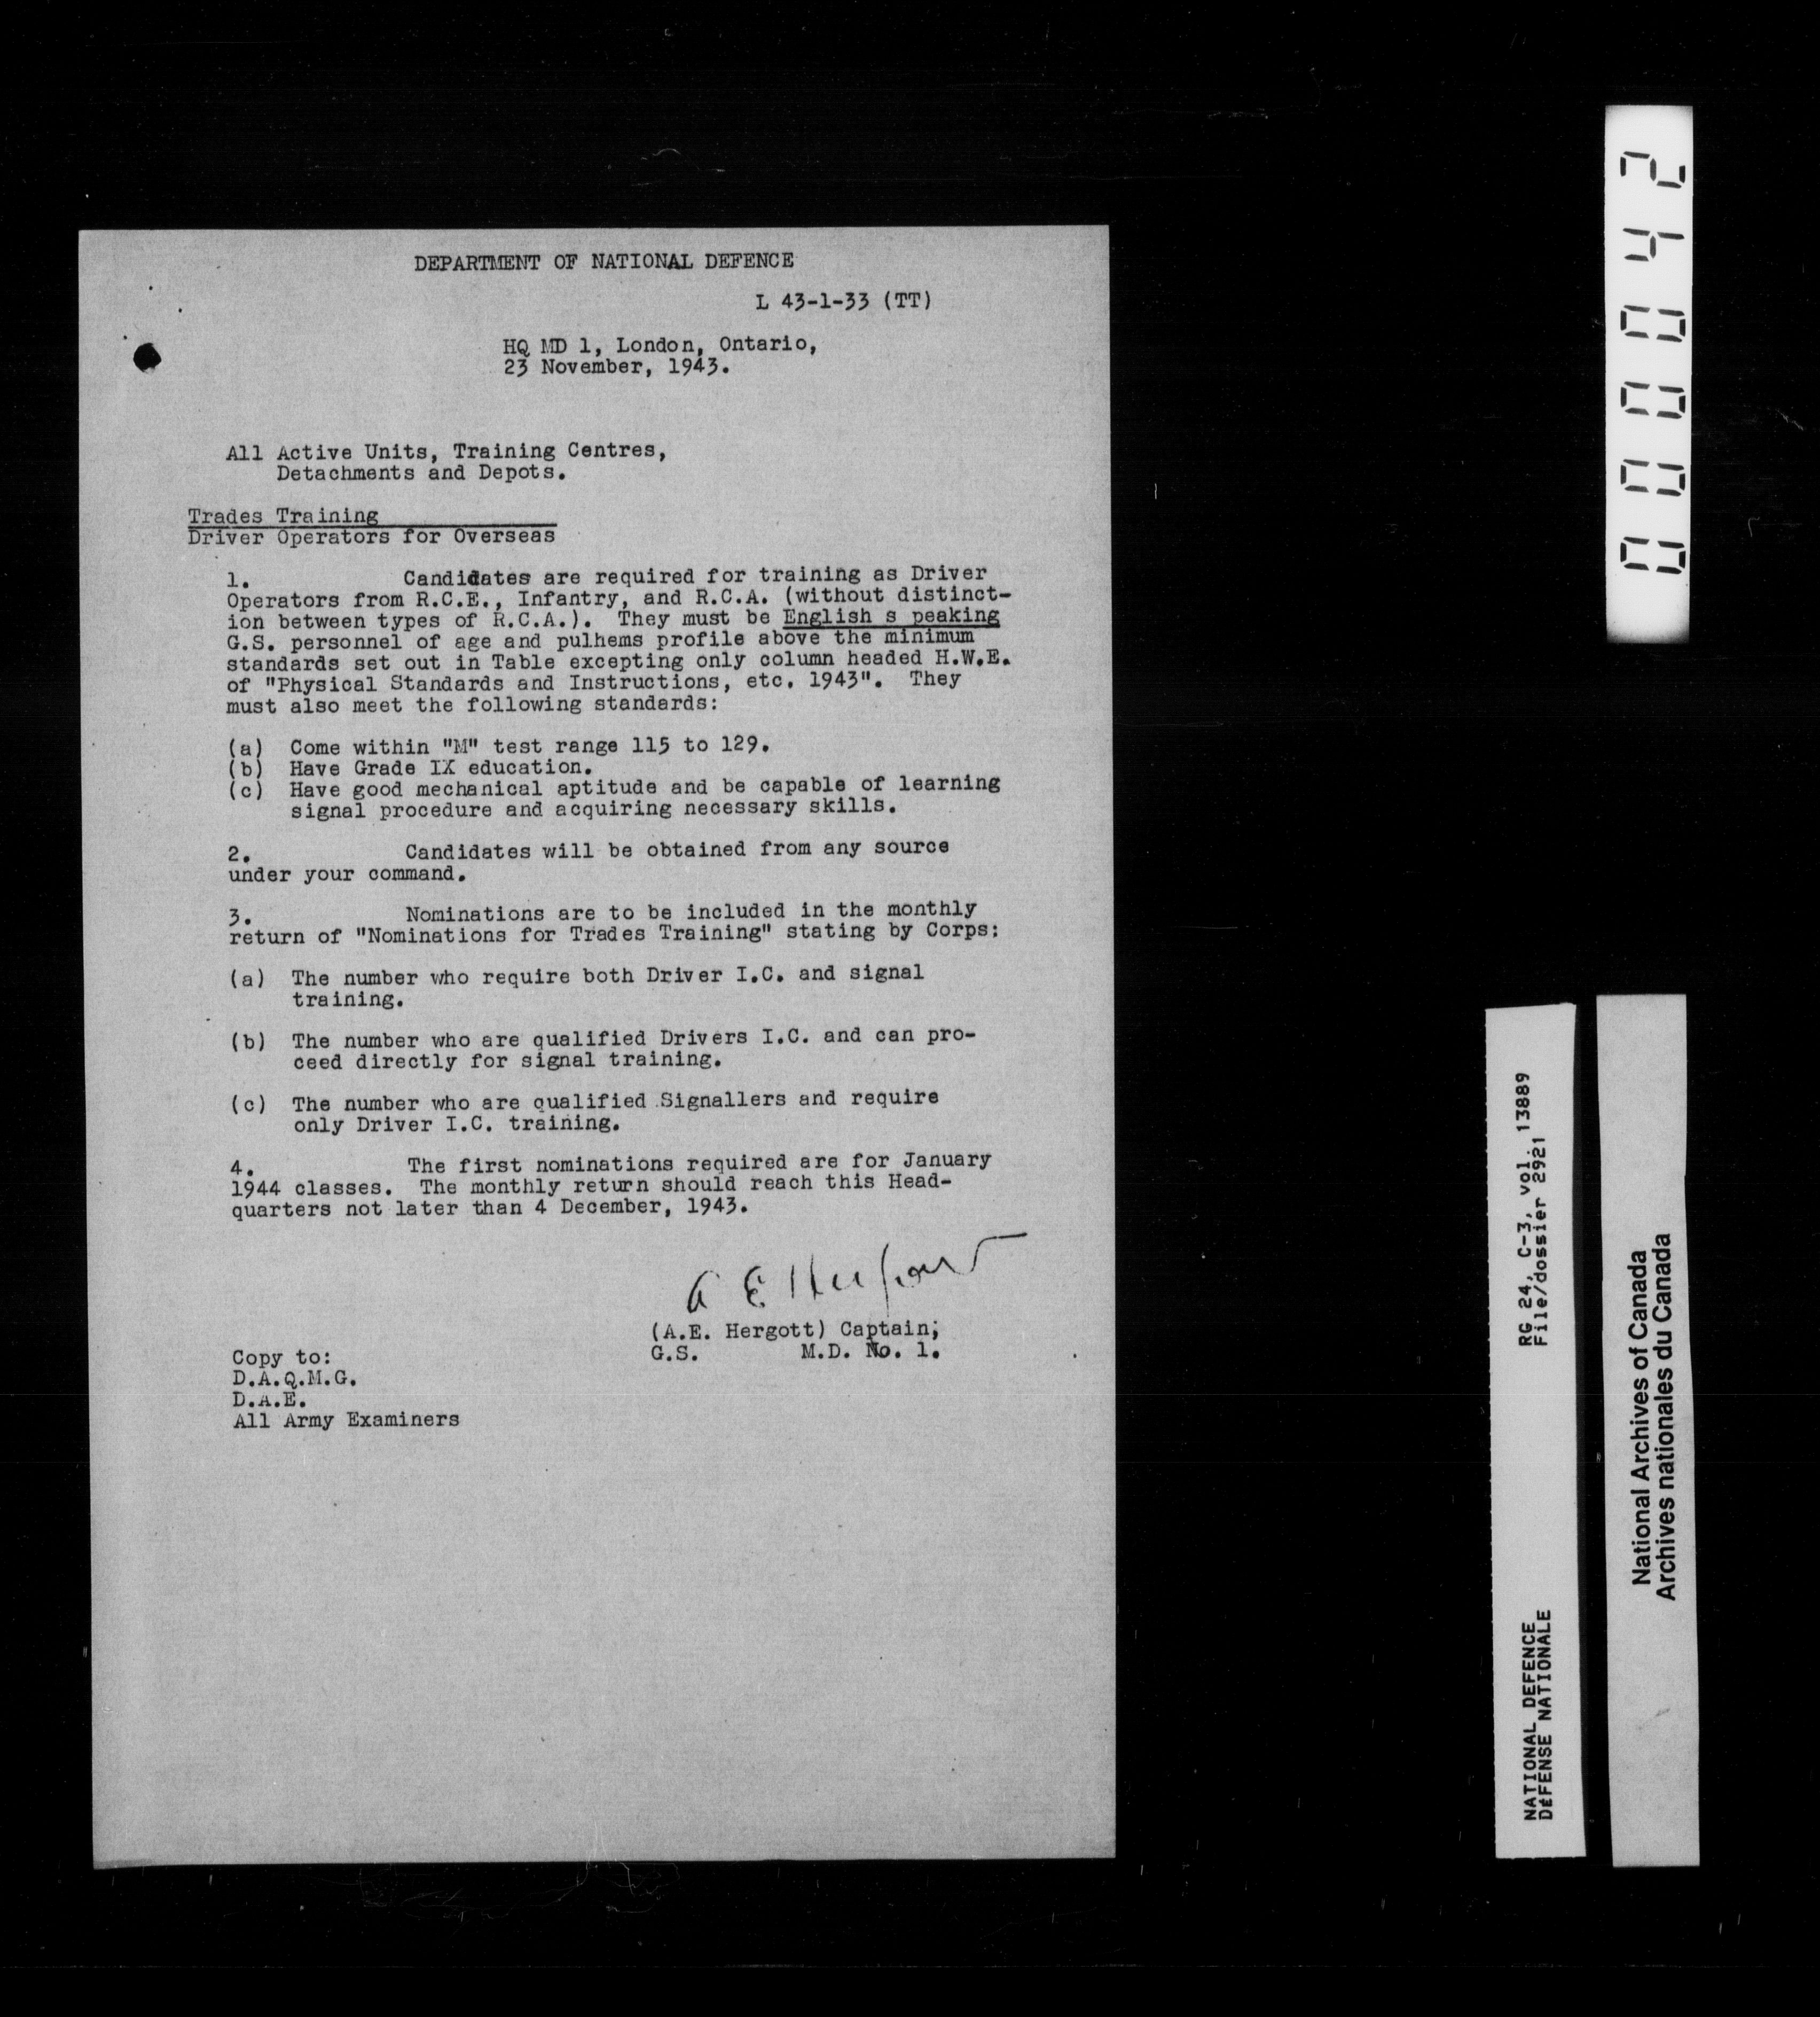 DEPARTMENT OF NATIONAL DEFENCE
L 43-1-33 (TT)
HQ MD 1, London, Ontario,
23 November, 1943.
All Active Units, Training Centres,
Detachments and Depots.
Trades Training
Driver Operators for Overseas
1. Candidates are required for training as Driver
Operators from R.C.E., Infantry, and R.C.A. (without distinct-
ion between types of R.C.A.). They must be English s peaking
G.S. personnel of age and pulhems profile above the minimum
standards set out in Table excepting only column headed H.W.E.
of "Physical Standards and Instructions, etc. 1943". They
must also meet the following standards:
(a) Come within "M" test range 115 to 129.
(b) Have Grade IX education.
(c) Have good mechanical aptitude and be capable of learning
signal procedure and acquiring necessary skills.
2. Candidates will be obtained from any source
under your command.
3. Nominations are to be included in the monthly
return of "Nominations for Trades Training" stating by Corps:
(a) The number who require both Driver I.C. and signal
training.
(b) The number who are qualified Drivers I.C. and can pro-
ceed directly for signal training.
(c) The number who are qualified Signallers and require
only Driver I.C. training.
4. The first nominations required are for January
1944 classes. The monthly return should reach this Head-
quarters not later than 4 December, 1943.
A E Hergott
(A.E. Hergott) Captain;
G.S. M.D. No. 1.
Copy to:
D.A.Q.M.G.
D.A.E.
All Army Examiners
000042
NATIONAL DEFENCE RG 24, C-3, vol. 13889
DÉFENSE NATIONALE File/dossier 2921
National Archives of Canada
Archives nationales du Canada